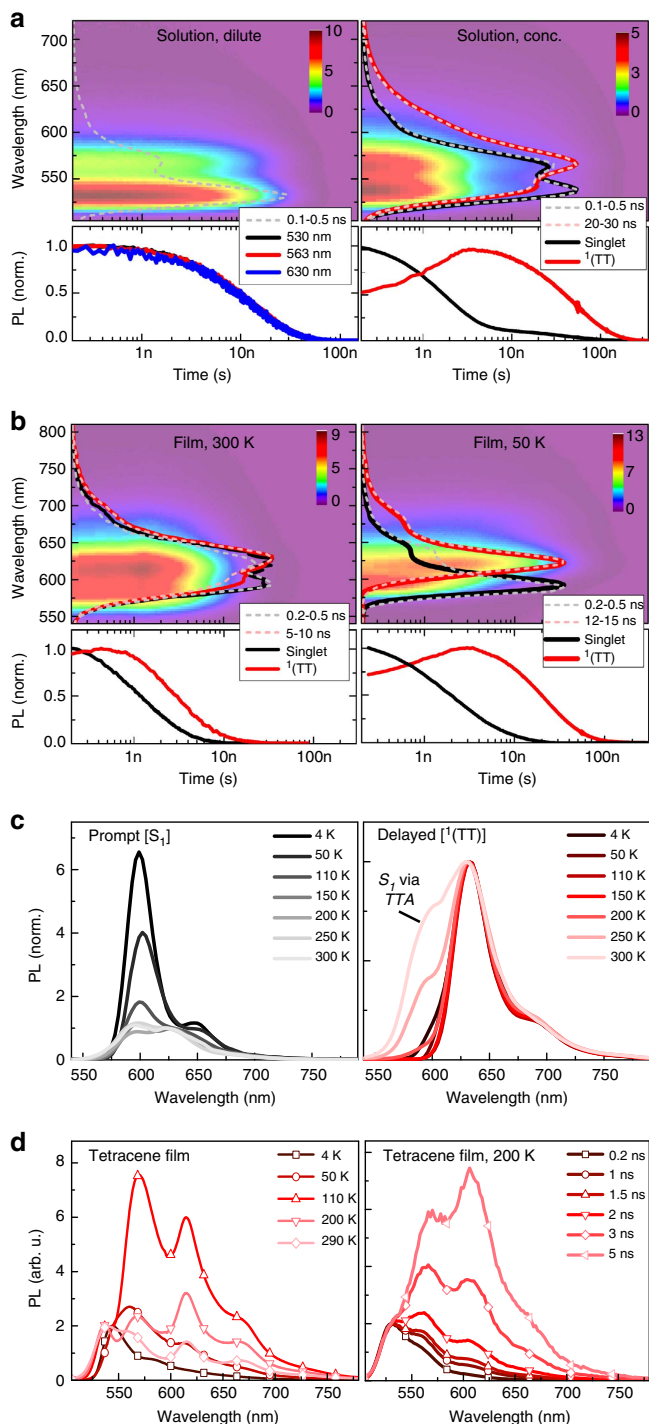 a
Solution, dilute
Solution, conc.
Wavelength (nm)
700
650
600
550
10
5
0
5
3
1
0
0.1-0.5 ns
530 nm
563 nm
630 nm
0.1-0.5 ns
20-30 ns
Singlet
¹(TT)
PL (norm.)
1.0
0.5
0.0
1n 10n 100n
1n 10n 100n
Time (s)
Time (s)
b
Film, 300 K
Film, 50 K
Wavelength (nm)
800
750
700
650
600
550
9
5
0
13
10
7
3
0
0.2-0.5 ns
5-10 ns
Singlet
¹(TT)
0.2-0.5 ns
12-15 ns
Singlet
¹(TT)
PL (norm.)
1.0
0.5
0.0
1n 10n 100n
1n 10n 100n
Time (s)
Time (s)
c
Prompt [S₁]
Delayed [¹(TT)]
PL (norm.)
6
4
2
0
4 K
50 K
110 K
150 K
200 K
250 K
300 K
S₁ via
TTA
4 K
50 K
110 K
150 K
200 K
250 K
300 K
550 600 650 700 750
550 600 650 700 750
Wavelength (nm)
Wavelength (nm)
d
Tetracene film
Tetracene film, 200 K
PL (arb. u.)
8
6
4
2
0
4 K
50 K
110 K
200 K
290 K
0.2 ns
1 ns
1.5 ns
2 ns
3 ns
5 ns
550 600 650 700 750
550 600 650 700 750
Wavelength (nm)
Wavelength (nm)